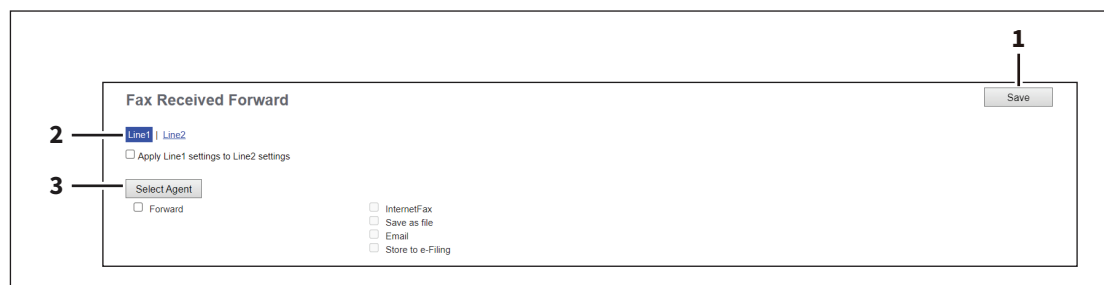 1
Fax Received Forward
Save
2
Line1 | Line2
Apply Line1 settings to Line2 settings
3
Select Agent
Forward
InternetFax
Save as file
Email
Store to e-Filing